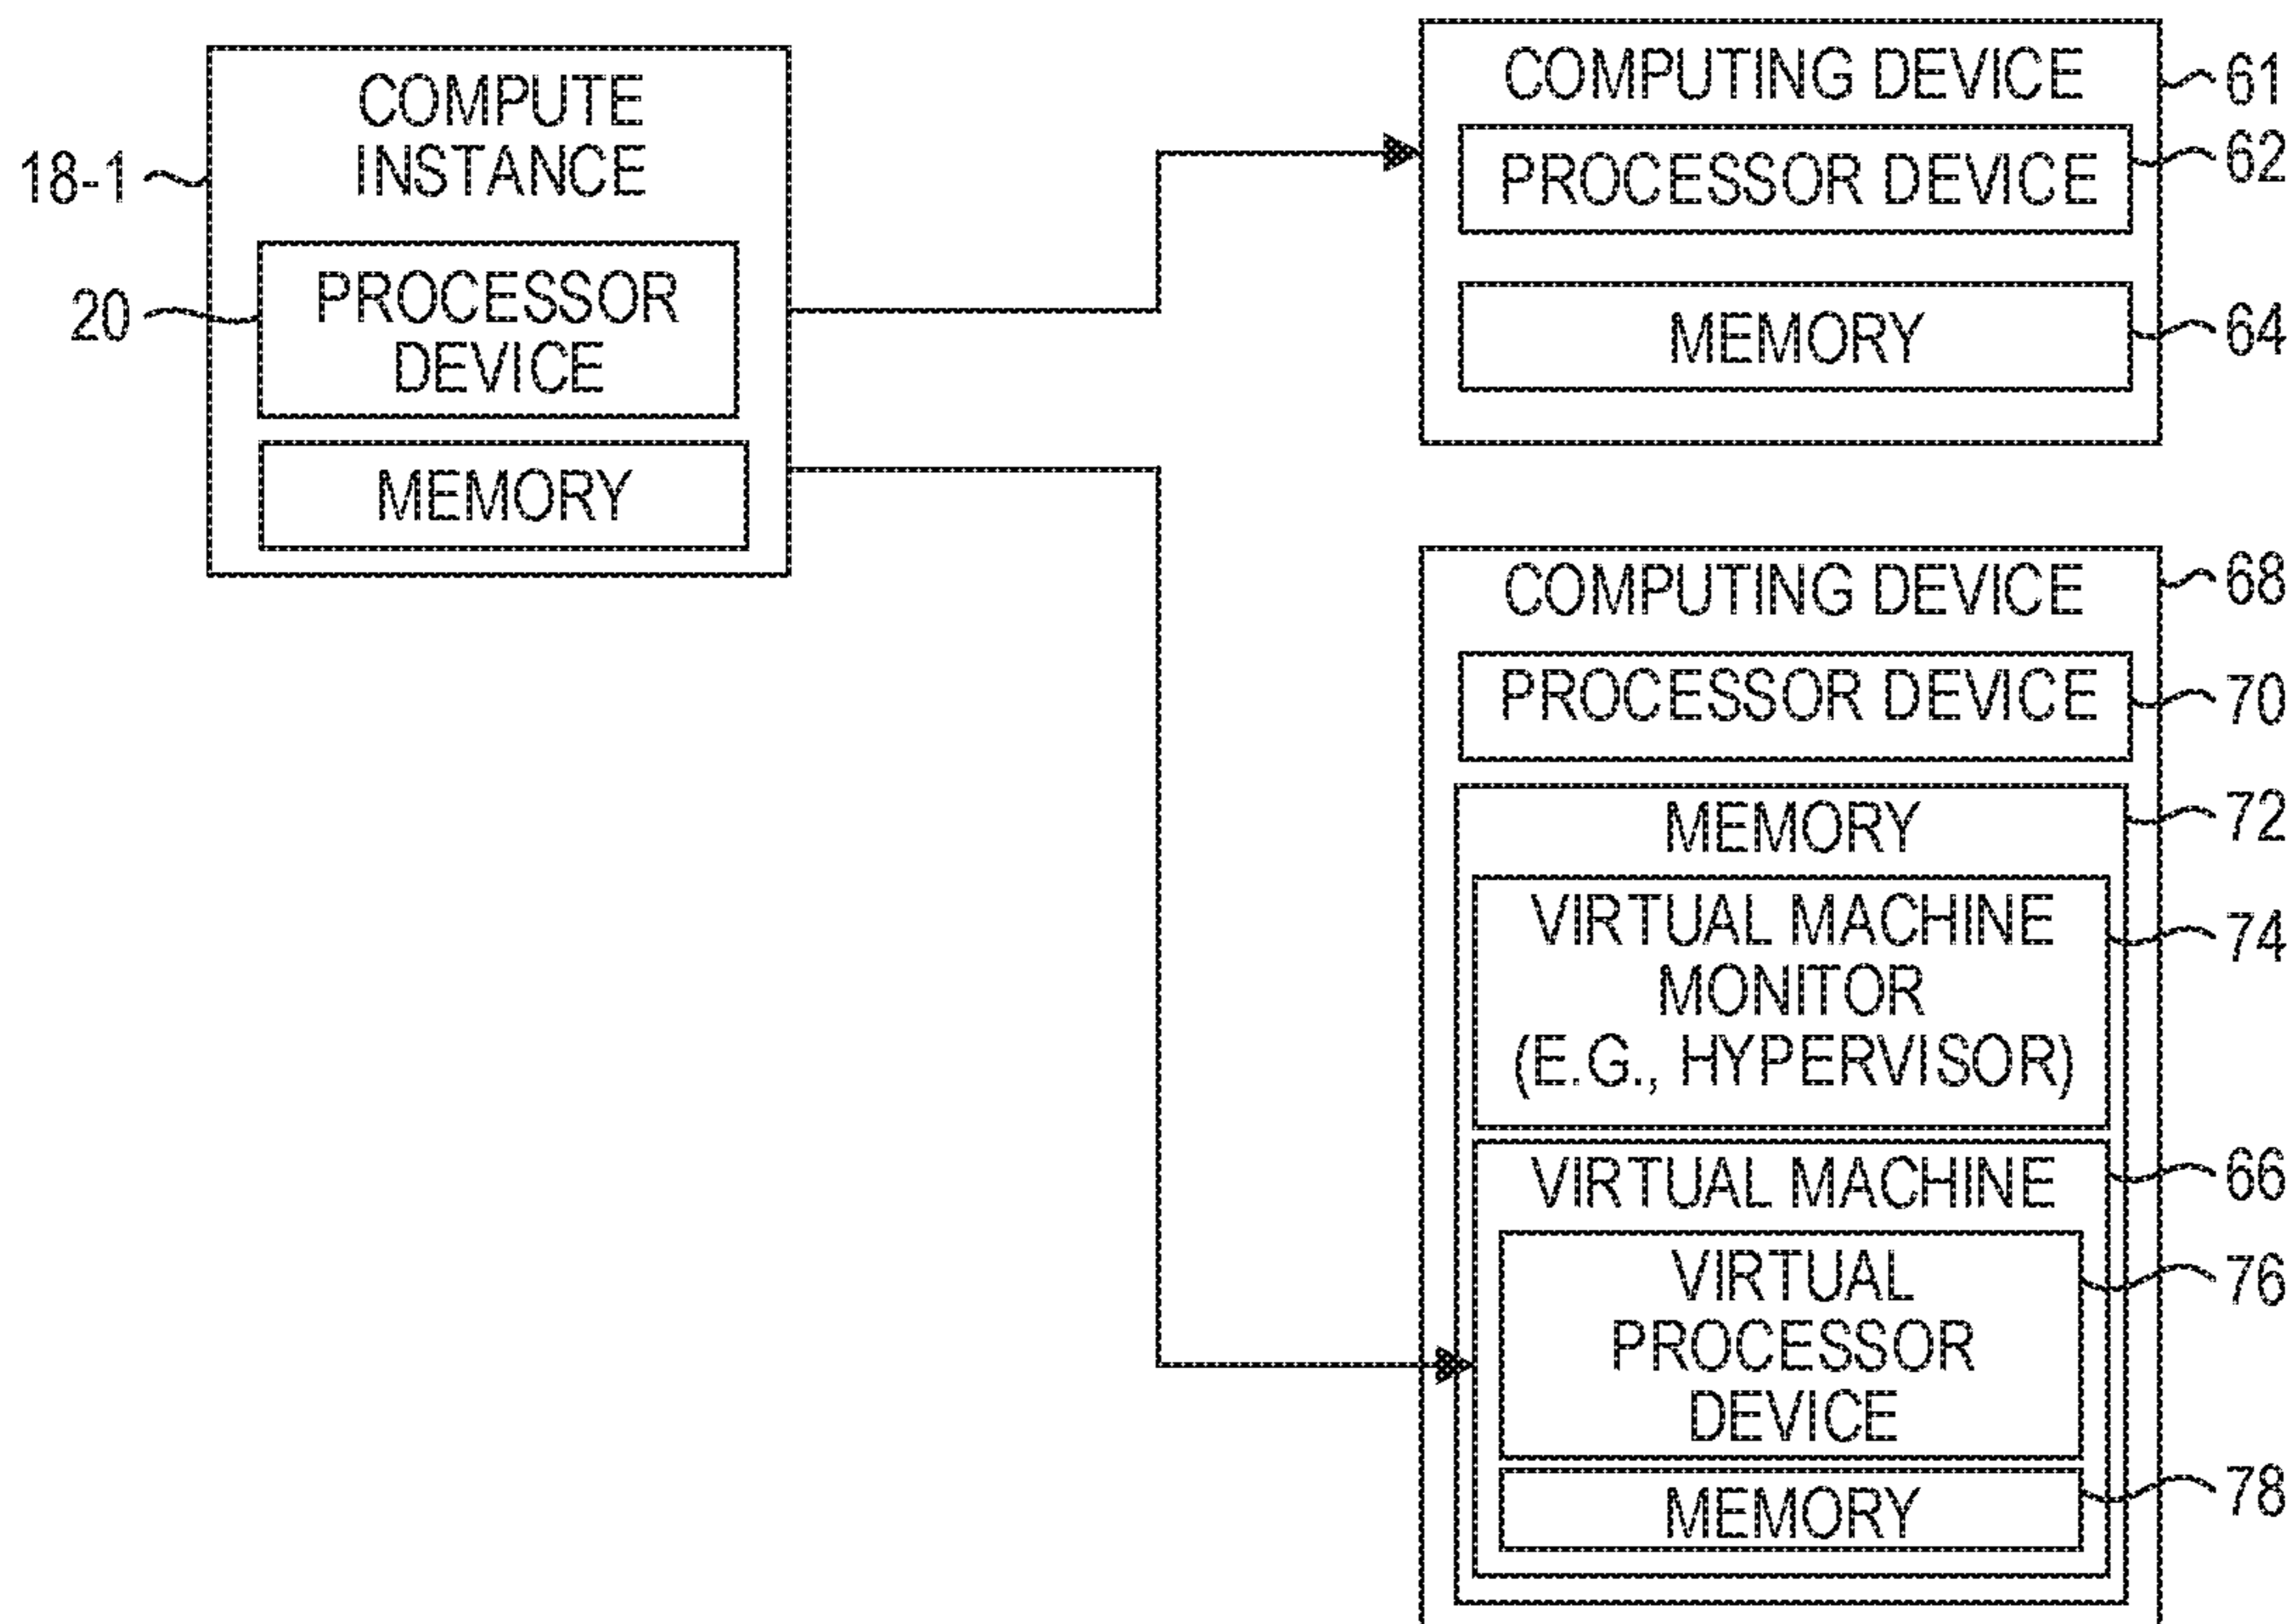 COMPUTE
INSTANCE
18-1
PROCESSOR
DEVICE
20
MEMORY
COMPUTING DEVICE
61
PROCESSOR DEVICE
62
MEMORY
64
COMPUTING DEVICE
68
PROCESSOR DEVICE
70
MEMORY
72
VIRTUAL MACHINE
MONITOR
(E.G., HYPERVISOR)
74
VIRTUAL MACHINE
66
VIRTUAL
PROCESSOR
DEVICE
76
MEMORY
78